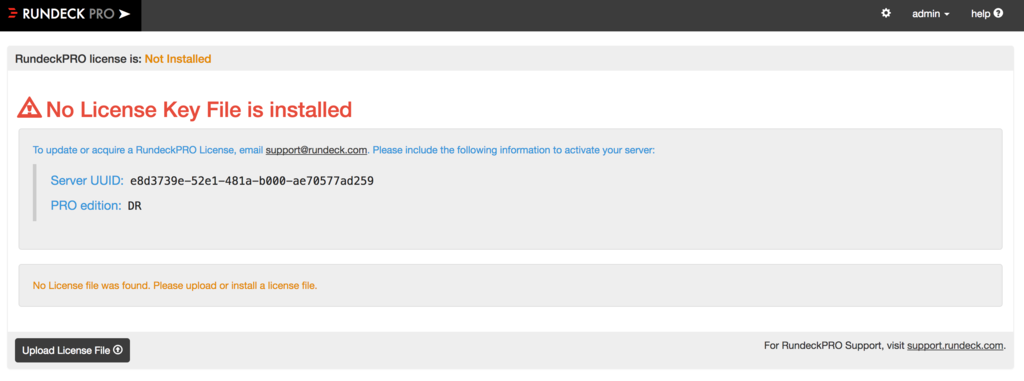 RUNDECK PRO
admin
help
RundeckPRO license is: Not Installed
No License Key File is installed
To update or acquire a RundeckPRO License, email support@rundeck.com. Please include the following information to activate your server:
Server UUID: e8d3739e-52e1-481a-b000-ae70577ad259
PRO edition: DR
No License file was found. Please upload or install a license file.
Upload License File
For RundeckPRO Support, visit support.rundeck.com.